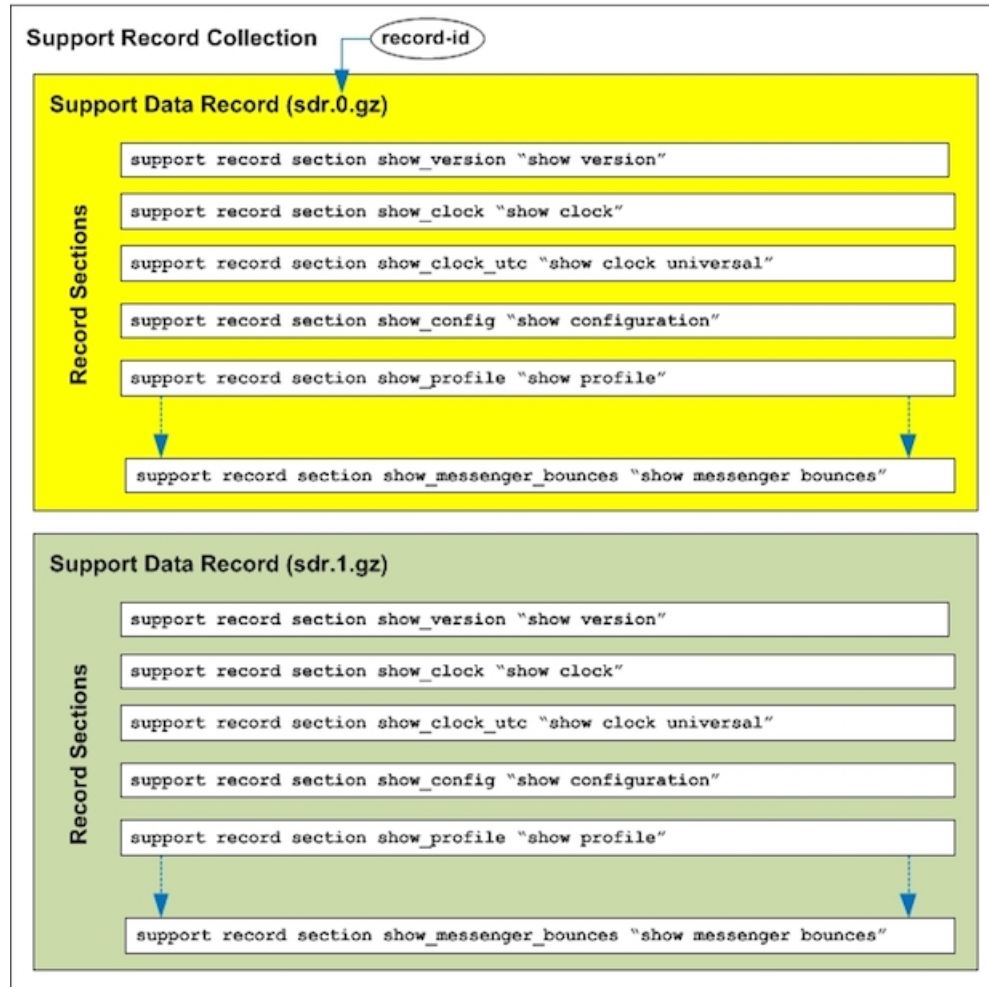 Support Record Collection
record-id
Support Data Record (sdr.0.gz)
Record Sections
support record section show_version “show version”
support record section show_clock “show clock”
support record section show_clock_utc “show clock universal”
support record section show_config “show configuration”
support record section show_profile “show profile”
support record section show_messenger_bounces “show messenger bounces”
Support Data Record (sdr.1.gz)
Record Sections
support record section show_version “show version”
support record section show_clock “show clock”
support record section show_clock_utc “show clock universal”
support record section show_config “show configuration”
support record section show_profile “show profile”
support record section show_messenger_bounces “show messenger bounces”